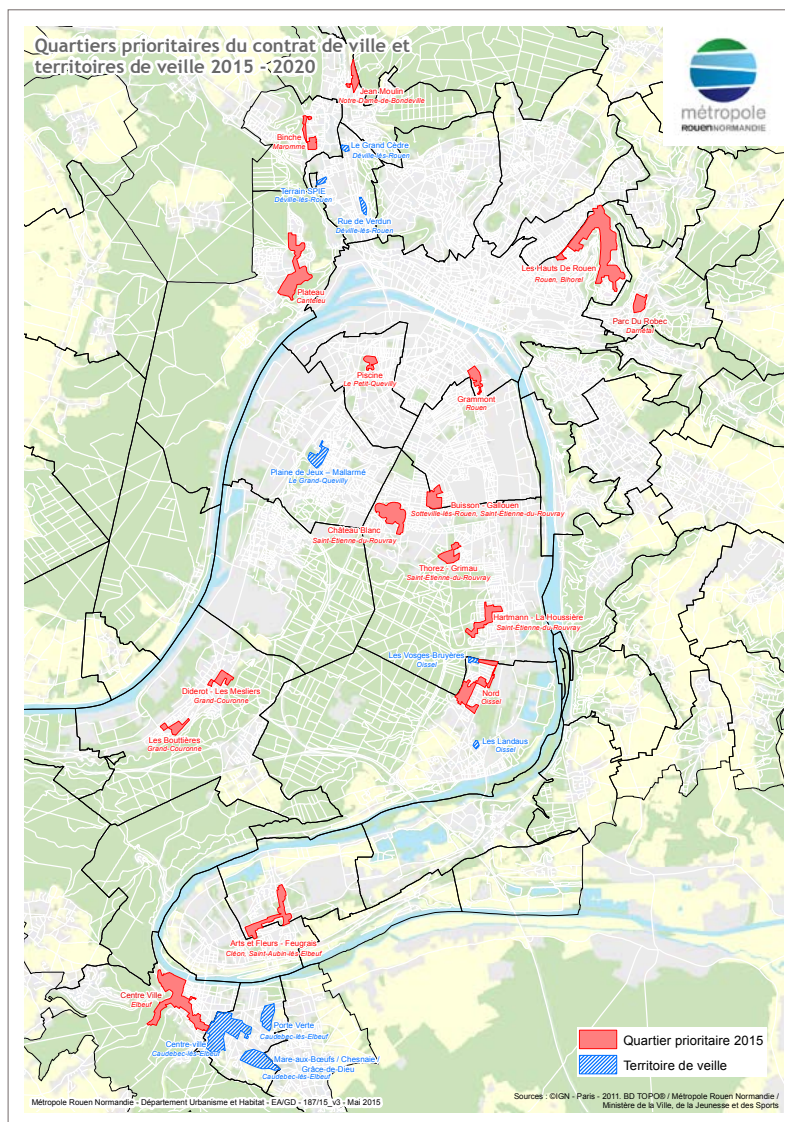 Quartiers prioritaires du contrat de ville et
territoires de veille 2015 - 2020
métropole
ROUENNORMANDIE
Jean Moulin
Notre-Dame-de-Bondeville
Binche
Maromme
Le Grand Cèdre
Déville-lès-Rouen
Terrain SPIE
Déville-lès-Rouen
Rue de Verdun
Déville-lès-Rouen
Les Hauts De Rouen
Rouen, Bihorel
Plateau
Canteleu
Parc Du Robec
Darnétal
Piscine
Le Petit-Quevilly
Grammont
Rouen
Plaine de Jeux – Mallarmé
Le Grand-Quevilly
Buisson - Gallouen
Sotteville-lès-Rouen, Saint-Étienne-du-Rouvray
Château Blanc
Saint-Étienne-du-Rouvray
Thorez - Grimau
Saint-Étienne-du-Rouvray
Hartmann - La Houssière
Saint-Étienne-du-Rouvray
Les Vosges-Bruyères
Oissel
Diderot - Les Mesliers
Grand-Couronne
Nord
Oissel
Les Bouttières
Grand-Couronne
Les Landaus
Oissel
Arts et Fleurs - Feugrais
Cléon, Saint-Aubin-lès-Elbeuf
Centre Ville
Elbeuf
Porte Verte
Caudebec-lès-Elbeuf
Centre-ville
Caudebec-lès-Elbeuf
Mare-aux-Bœufs / Chesnaie /
Grâce-de-Dieu
Caudebec-lès-Elbeuf
Quartier prioritaire 2015
Territoire de veille
Métropole Rouen Normandie - Département Urbanisme et Habitat - EA/GD - 187/15_v3 - Mai 2015
Sources : ©IGN - Paris - 2011. BD TOPO® / Métropole Rouen Normandie /
Ministère de la Ville, de la Jeunesse et des Sports